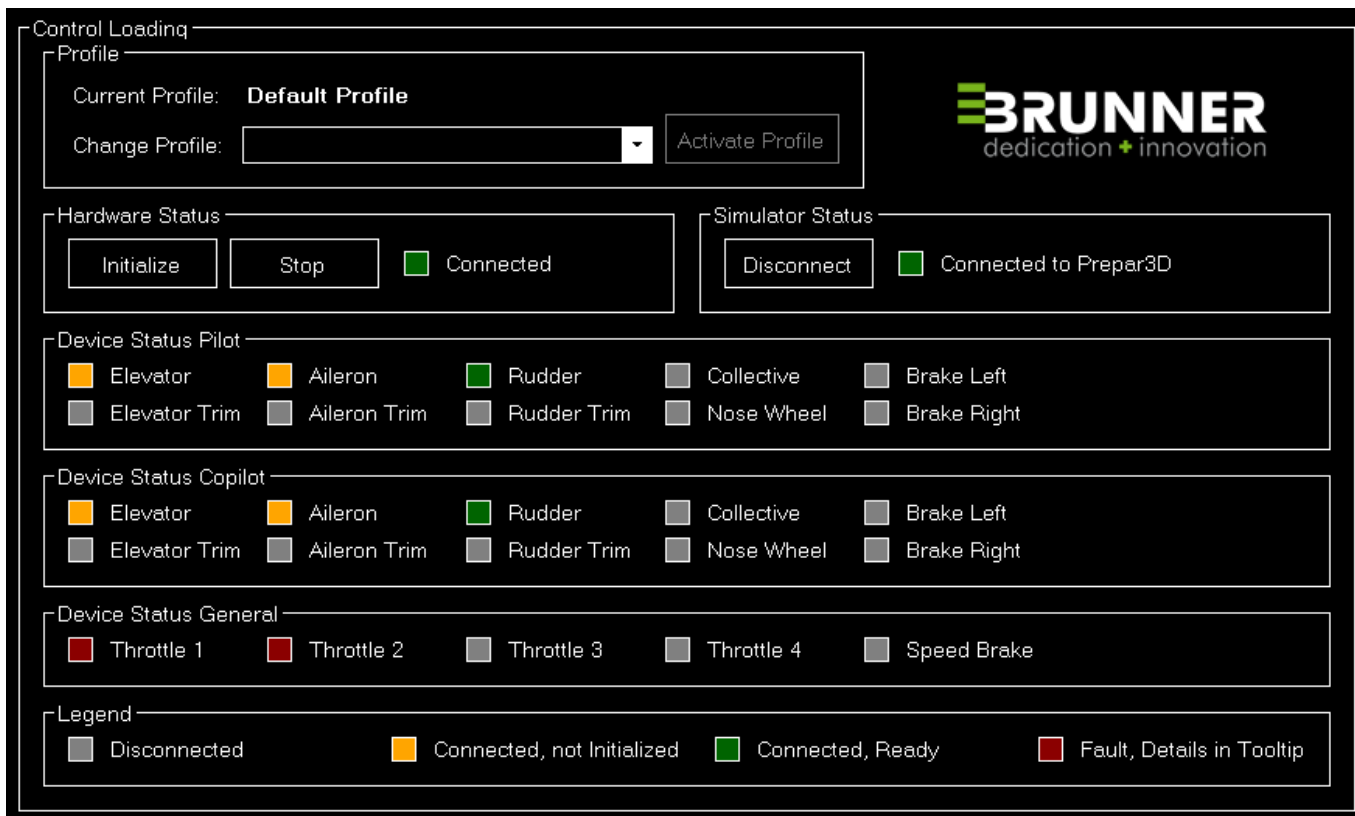 Control Loading
Profile
Current Profile: Default Profile
Change Profile: Activate Profile
BRUNNER
dedication + innovation
Hardware Status
Initialize Stop Connected
Simulator Status
Disconnect Connected to Prepar3D
Device Status Pilot
Elevator Aileron Rudder Collective Brake Left
Elevator Trim Aileron Trim Rudder Trim Nose Wheel Brake Right
Device Status Copilot
Elevator Aileron Rudder Collective Brake Left
Elevator Trim Aileron Trim Rudder Trim Nose Wheel Brake Right
Device Status General
Throttle 1 Throttle 2 Throttle 3 Throttle 4 Speed Brake
Legend
Disconnected Connected, not Initialized Connected, Ready Fault, Details in Tooltip